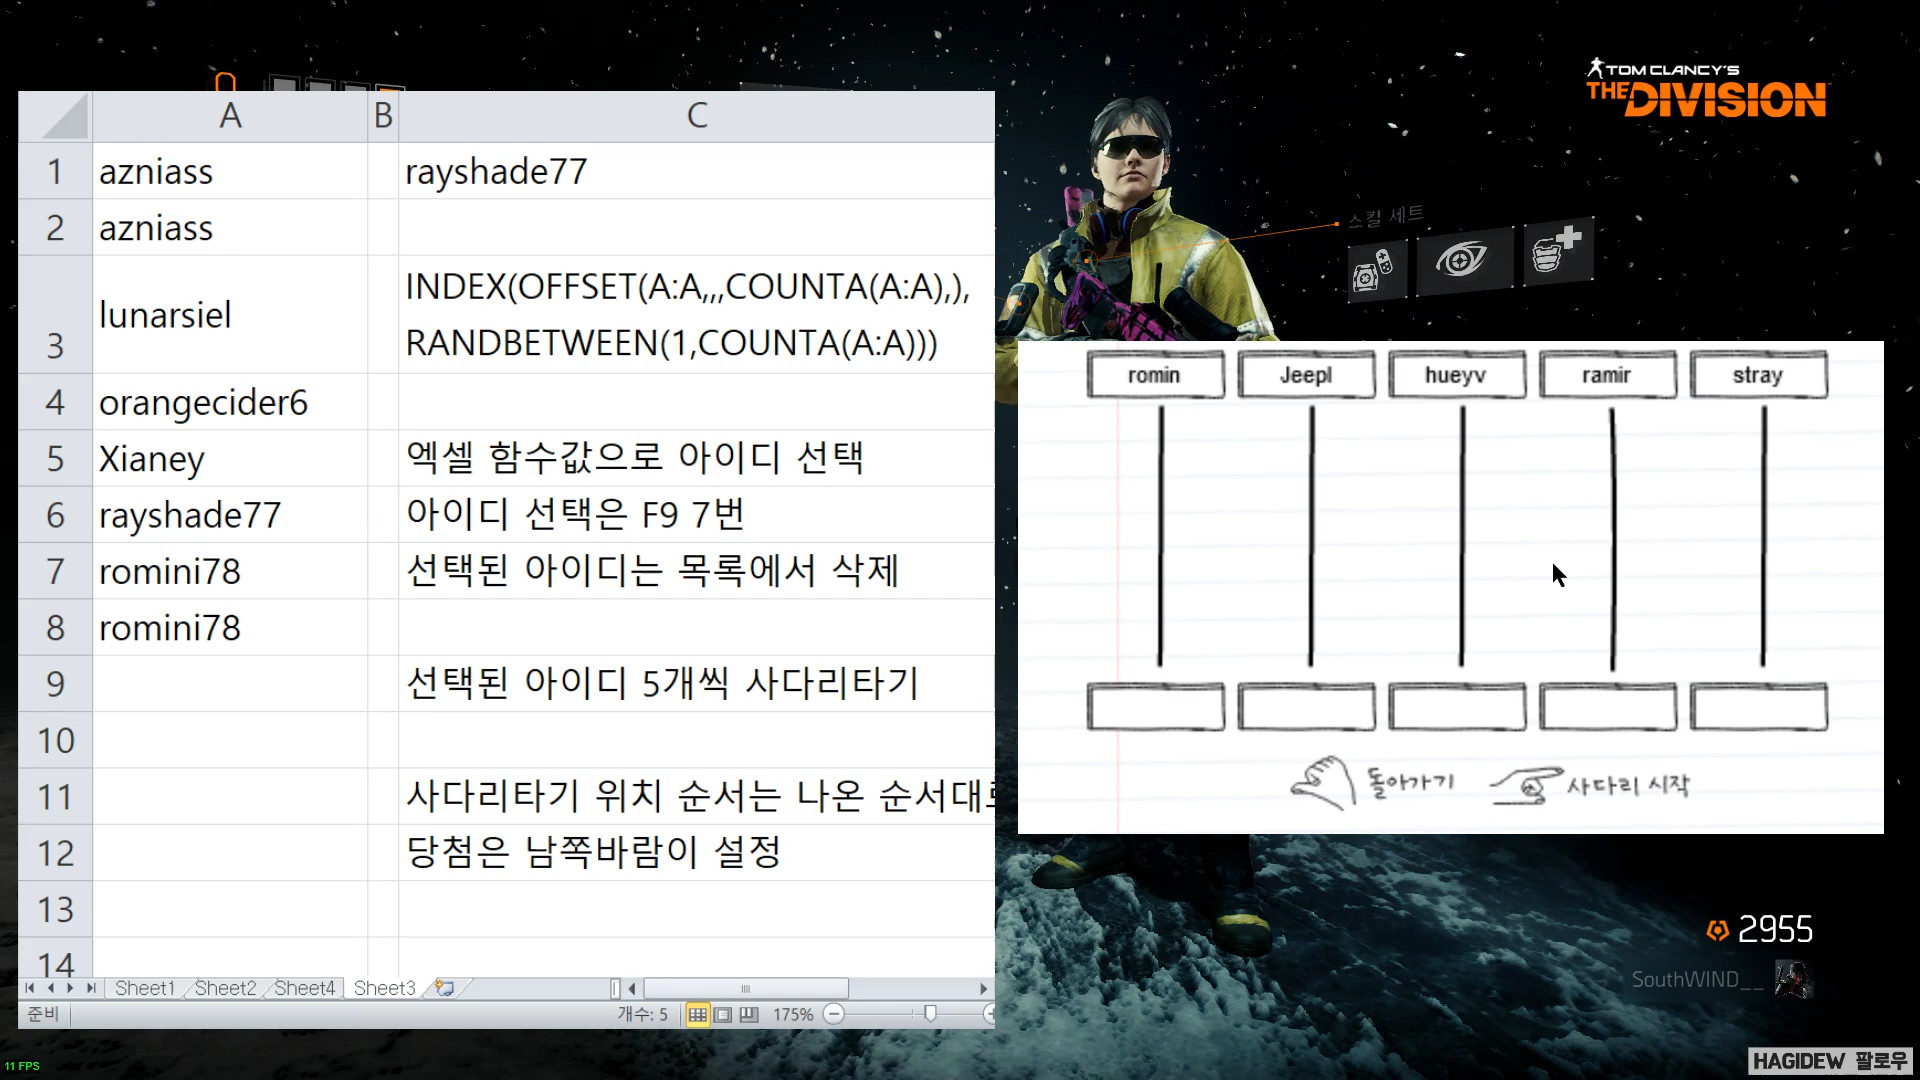 TOM CLANCY'S
THE DIVISION
A B C
1 azniass rayshade77
2 azniass
3 lunarsiel INDEX(OFFSET(A:A,,,COUNTA(A:A),),
RANDBETWEEN(1,COUNTA(A:A)))
4 orangecider6
5 Xianey 엑셀 함수값으로 아이디 선택
6 rayshade77 아이디 선택은 F9 7번
7 romini78 선택된 아이디는 목록에서 삭제
8 romini78
9 선택된 아이디 5개씩 사다리타기
10
11 사다리타기 위치 순서는 나온 순서대로
12 당첨은 남쪽바람이 설정
13
14
Sheet1 Sheet2 Sheet4 Sheet3
준비 개수: 5 175%
스킬 세트
romin Jeepl hueyv ramir stray
돌아가기 사다리 시작
2955
SouthWIND__
11 FPS
HAGIDEW 팔로우